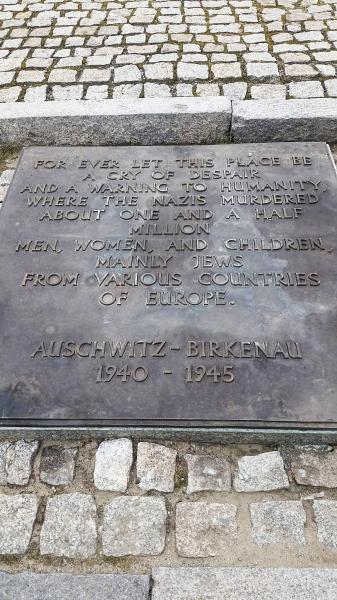 FOR EVER LET THIS PLACE BE
A CRY OF DESPAIR
AND A WARNING TO HUMANITY,
WHERE THE NAZIS MURDERED
ABOUT ONE AND A HALF
MILLION
MEN, WOMEN, AND CHILDREN,
MAINLY JEWS
FROM VARIOUS COUNTRIES
OF EUROPE.
AUSCHWITZ - BIRKENAU
1940 - 1945